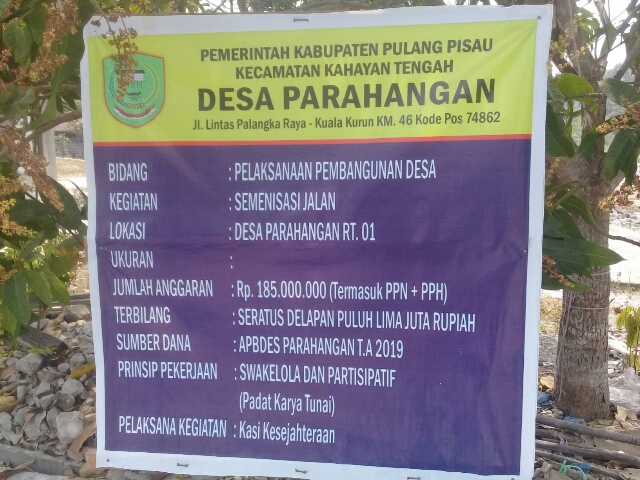 PEMERINTAH KABUPATEN PULANG PISAU
KECAMATAN KAHAYAN TENGAH
DESA PARAHANGAN
Jl. Lintas Palangka Raya - Kuala Kurun KM. 46 Kode Pos 74862
BIDANG : PELAKSANAAN PEMBANGUNAN DESA
KEGIATAN : SEMENISASI JALAN
LOKASI : DESA PARAHANGAN RT. 01
UKURAN :
JUMLAH ANGGARAN : Rp. 185.000.000 (Termasuk PPN + PPH)
TERBILANG : SERATUS DELAPAN PULUH LIMA JUTA RUPIAH
SUMBER DANA : APBDES PARAHANGAN T.A 2019
PRINSIP PEKERJAAN : SWAKELOLA DAN PARTISIPATIF
(Padat Karya Tunai)
PELAKSANA KEGIATAN : Kasi Kesejahteraan